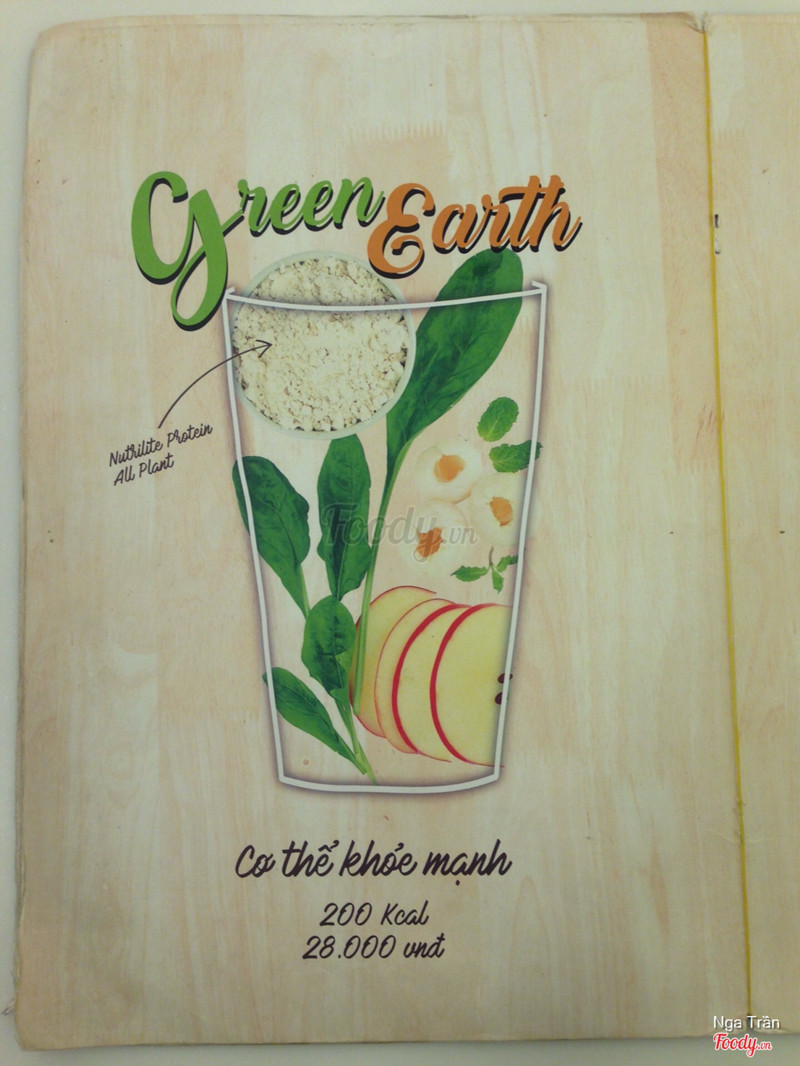 Green Earth
Nutrilite Protein
All Plant
Foody.vn
Cơ thể khỏe mạnh
200 Kcal
28.000 vnđ
Nga Trần
Foody.vn